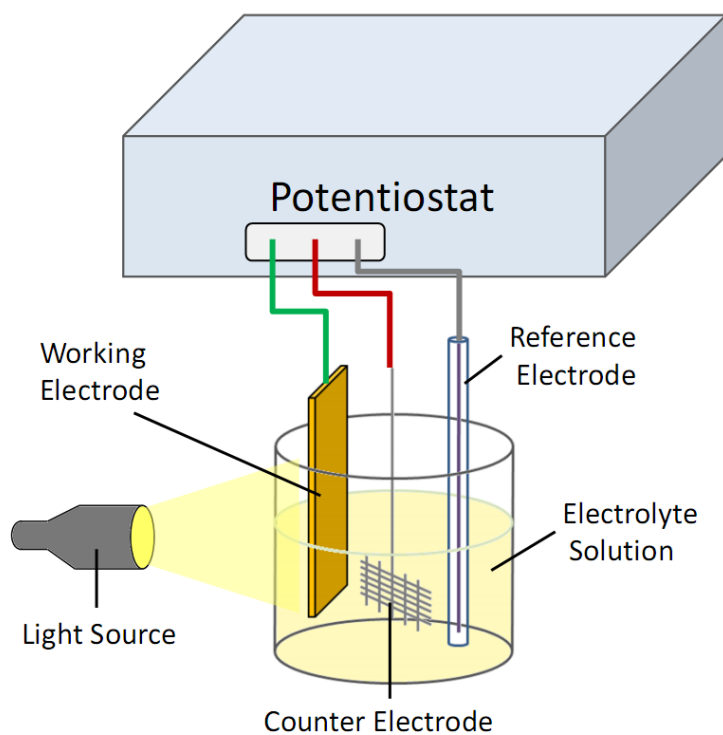 Potentiostat
Working
Electrode
Reference
Electrode
Electrolyte
Solution
Light Source
Counter Electrode